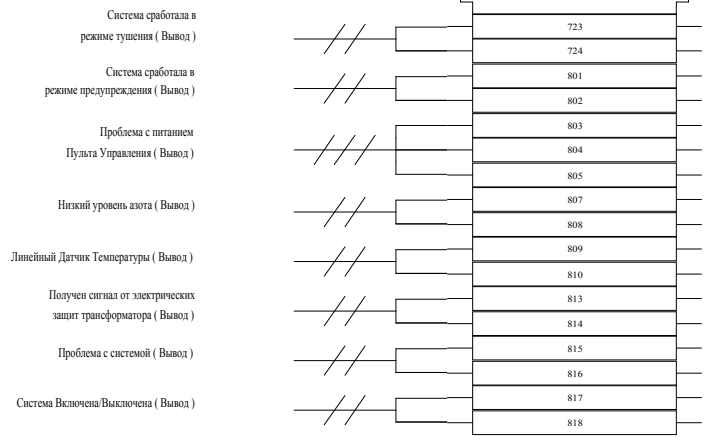 Система сработала в
режиме тушения ( Вывод )
723
724
Система сработала в
режиме предупреждения ( Вывод )
801
802
Проблема с питанием
Пульта Управления ( Вывод )
803
804
805
Низкий уровень азота ( Вывод )
807
808
Линейный Датчик Температуры ( Вывод )
809
810
Получен сигнал от электрических
защит трансформатора ( Вывод )
813
814
Проблема с системой ( Вывод )
815
816
Система Включена/Выключена ( Вывод )
817
818